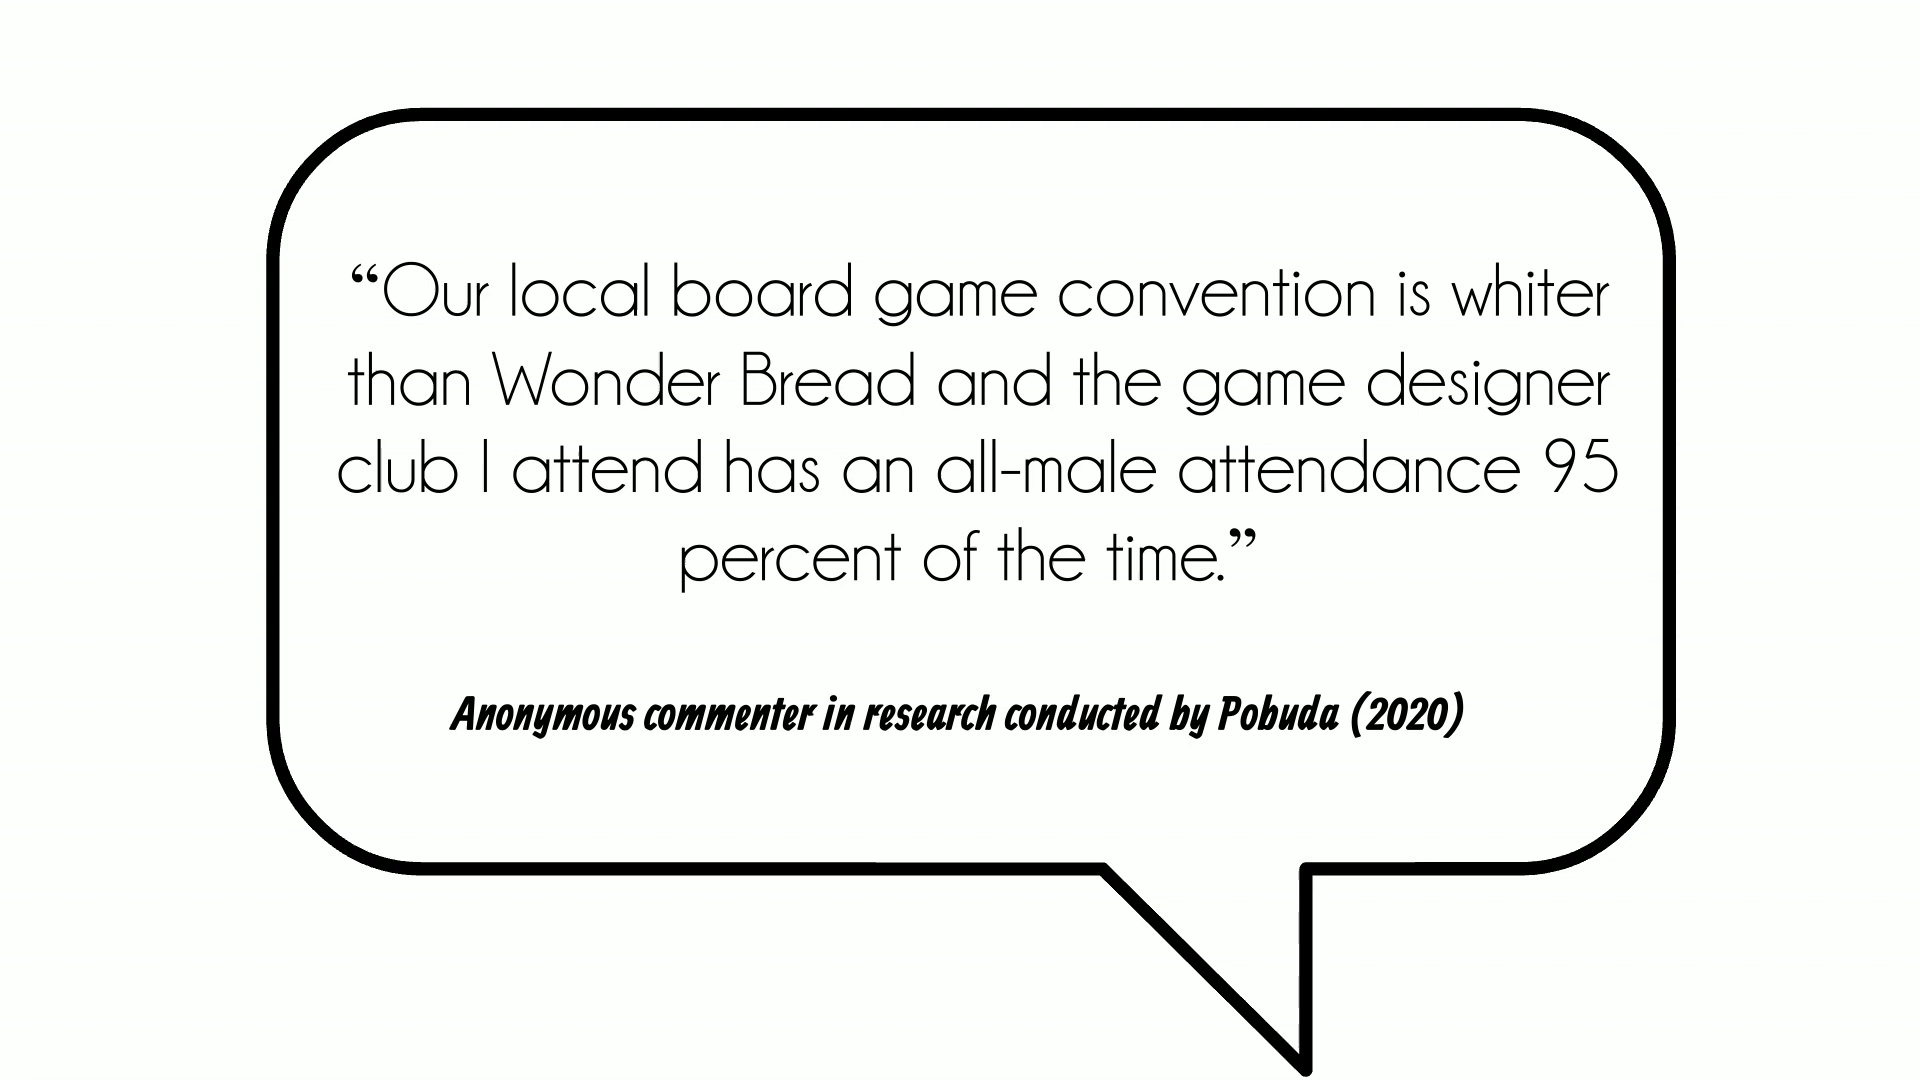 “Our local board game convention is whiter
than Wonder Bread and the game designer
club I attend has an all-male attendance 95
percent of the time.”
Anonymous commenter in research conducted by Pobuda (2020)